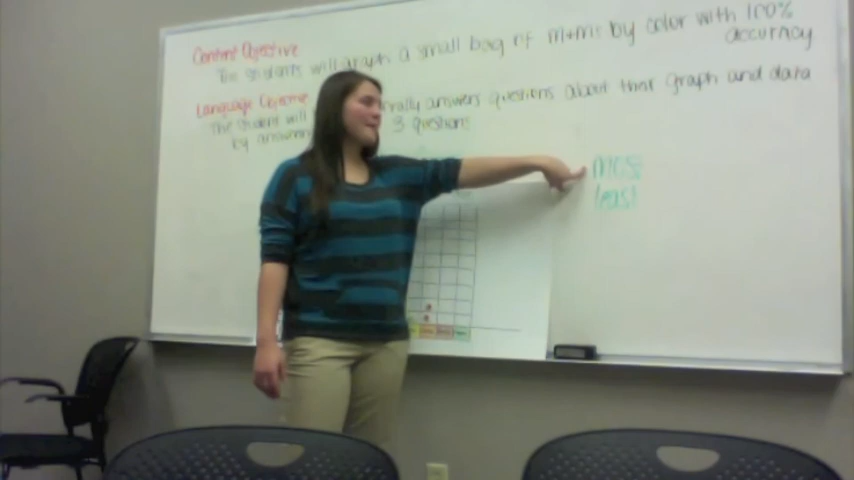 Content Objective
The students will graph a small bag of m+ms by color with 100%
accuracy
Language Objective
The student will orally answers questions about their graph and data
by answering 3 questions
most
least